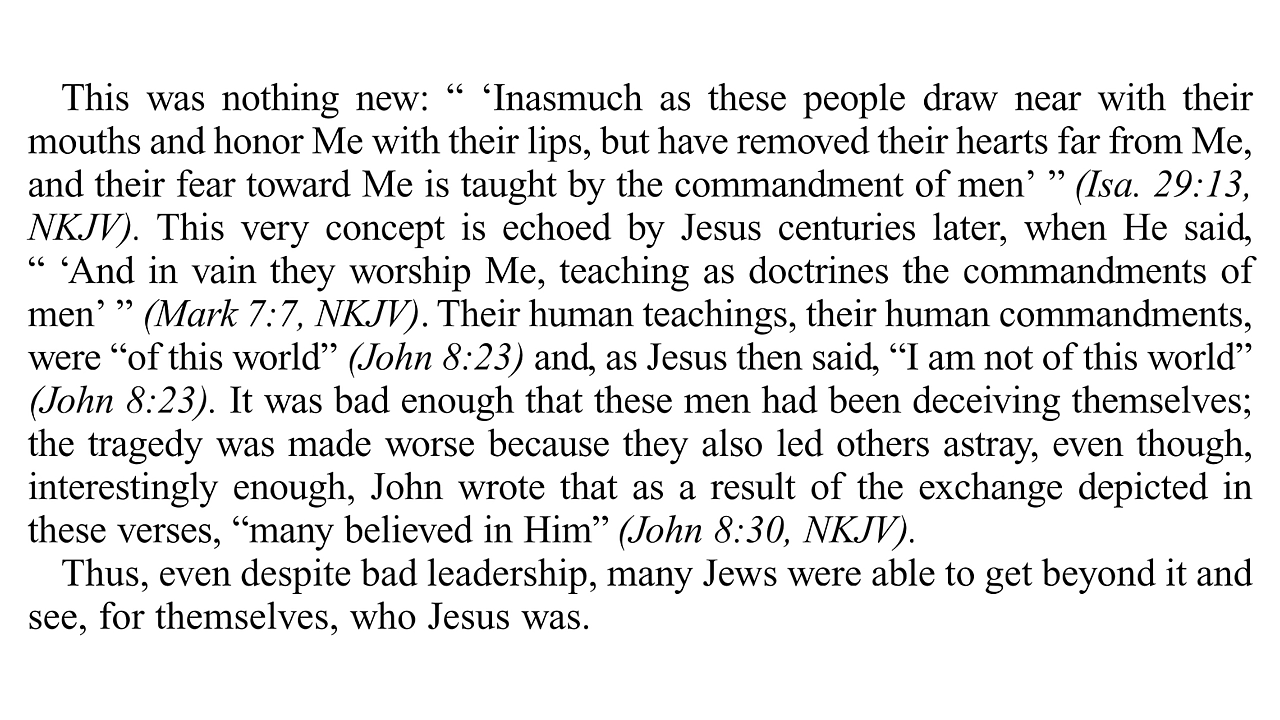 This was nothing new: “ ‘Inasmuch as these people draw near with their
mouths and honor Me with their lips, but have removed their hearts far from Me,
and their fear toward Me is taught by the commandment of men’ ” (Isa. 29:13,
NKJV). This very concept is echoed by Jesus centuries later, when He said,
“ ‘And in vain they worship Me, teaching as doctrines the commandments of
men’ ” (Mark 7:7, NKJV). Their human teachings, their human commandments,
were “of this world” (John 8:23) and, as Jesus then said, “I am not of this world”
(John 8:23). It was bad enough that these men had been deceiving themselves;
the tragedy was made worse because they also led others astray, even though,
interestingly enough, John wrote that as a result of the exchange depicted in
these verses, “many believed in Him” (John 8:30, NKJV).
Thus, even despite bad leadership, many Jews were able to get beyond it and
see, for themselves, who Jesus was.